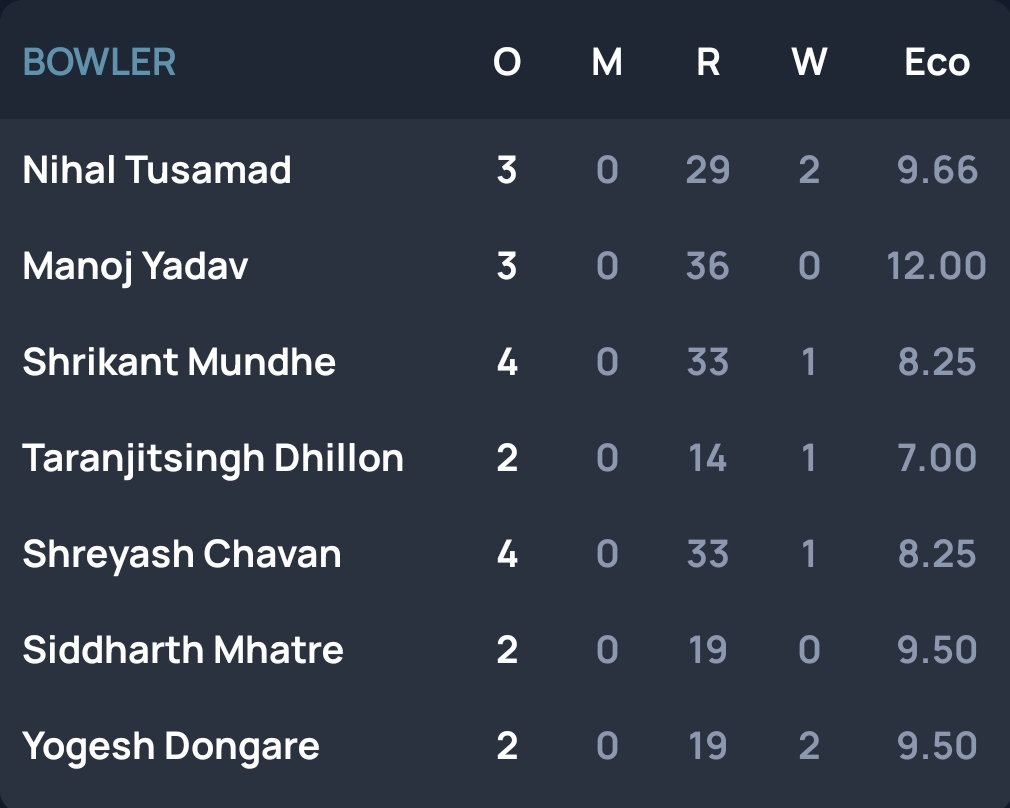 BOWLER O M R W Eco
Nihal Tusamad 3 0 29 2 9.66
Manoj Yadav 3 0 36 0 12.00
Shrikant Mundhe 4 0 33 1 8.25
Taranjitsingh Dhillon 2 0 14 1 7.00
Shreyash Chavan 4 0 33 1 8.25
Siddharth Mhatre 2 0 19 0 9.50
Yogesh Dongare 2 0 19 2 9.50